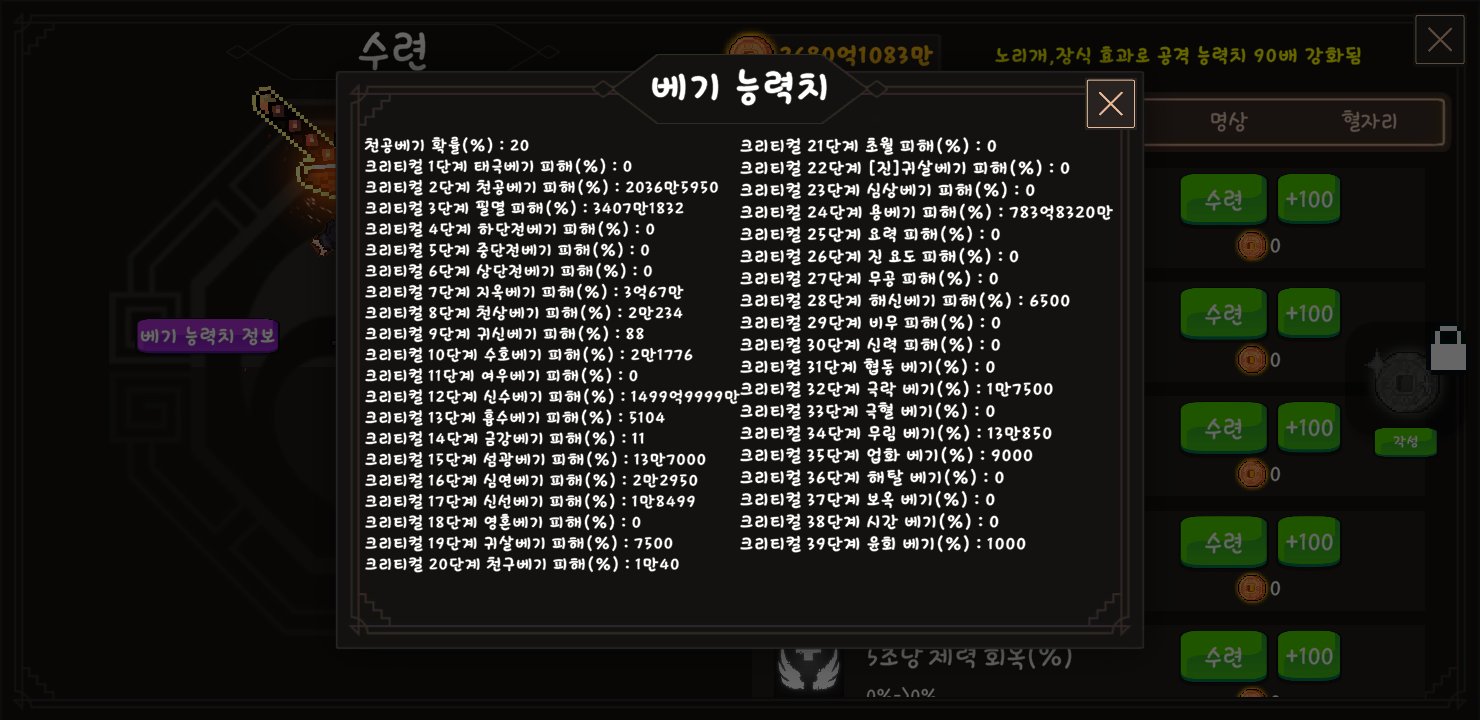 수련
2680억1083만
노리개,장식 효과로 공격 능력치 90배 강화됨
베기 능력치
명상
혈자리
천공베기 확률(%) : 20
크리티컬 1단계 태극베기 피해(%) : 0
크리티컬 2단계 천공베기 피해(%) : 2036만5950
크리티컬 3단계 필멸 피해(%) : 3407만1832
크리티컬 4단계 하단전베기 피해(%) : 0
크리티컬 5단계 중단전베기 피해(%) : 0
크리티컬 6단계 상단전베기 피해(%) : 0
크리티컬 7단계 지옥베기 피해(%) : 3억67만
크리티컬 8단계 천상베기 피해(%) : 2만234
크리티컬 9단계 귀신베기 피해(%) : 88
크리티컬 10단계 수호베기 피해(%) : 2만1776
크리티컬 11단계 여우베기 피해(%) : 0
크리티컬 12단계 신수베기 피해(%) : 1499억9999만
크리티컬 13단계 흡수베기 피해(%) : 5104
크리티컬 14단계 금강베기 피해(%) : 11
크리티컬 15단계 섬광베기 피해(%) : 13만7000
크리티컬 16단계 심연베기 피해(%) : 2만2950
크리티컬 17단계 신선베기 피해(%) : 1만8499
크리티컬 18단계 영혼베기 피해(%) : 0
크리티컬 19단계 귀살베기 피해(%) : 7500
크리티컬 20단계 천구베기 피해(%) : 1만40
크리티컬 21단계 초월 피해(%) : 0
크리티컬 22단계 [진]귀살베기 피해(%) : 0
크리티컬 23단계 심상베기 피해(%) : 0
크리티컬 24단계 용베기 피해(%) : 783억8320만
크리티컬 25단계 요력 피해(%) : 0
크리티컬 26단계 진 요도 피해(%) : 0
크리티컬 27단계 무공 피해(%) : 0
크리티컬 28단계 해신베기 피해(%) : 6500
크리티컬 29단계 비무 피해(%) : 0
크리티컬 30단계 신력 피해(%) : 0
크리티컬 31단계 협동 베기(%) : 0
크리티컬 32단계 극락 베기(%) : 1만7500
크리티컬 33단계 극혈 베기(%) : 0
크리티컬 34단계 무림 베기(%) : 13만850
크리티컬 35단계 업화 베기(%) : 9000
크리티컬 36단계 해탈 베기(%) : 0
크리티컬 37단계 보옥 베기(%) : 0
크리티컬 38단계 시간 베기(%) : 0
크리티컬 39단계 윤회 베기(%) : 1000
베기 능력치 정보
수련 +100
0
수련 +100
0
수련 +100
0
각성
수련 +100
0
5초당 체력 회복(%)
0%->0%
수련 +100